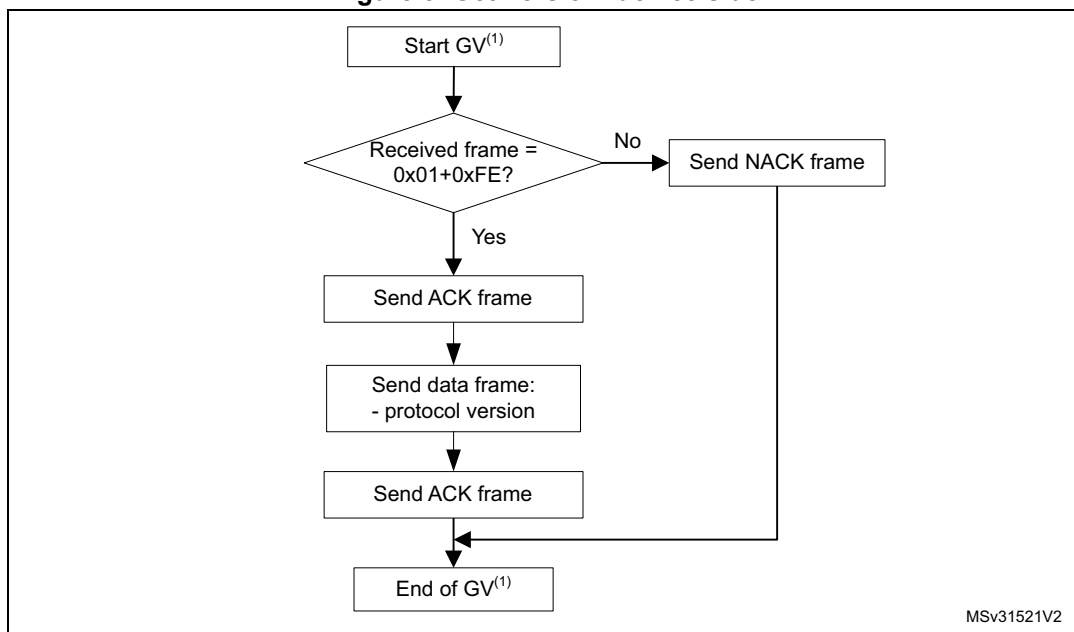 Start GV(1)
Received frame =
0x01+0xFE?
No
Send NACK frame
Yes
Send ACK frame
Send data frame:
- protocol version
Send ACK frame
End of GV(1)
MSv31521V2